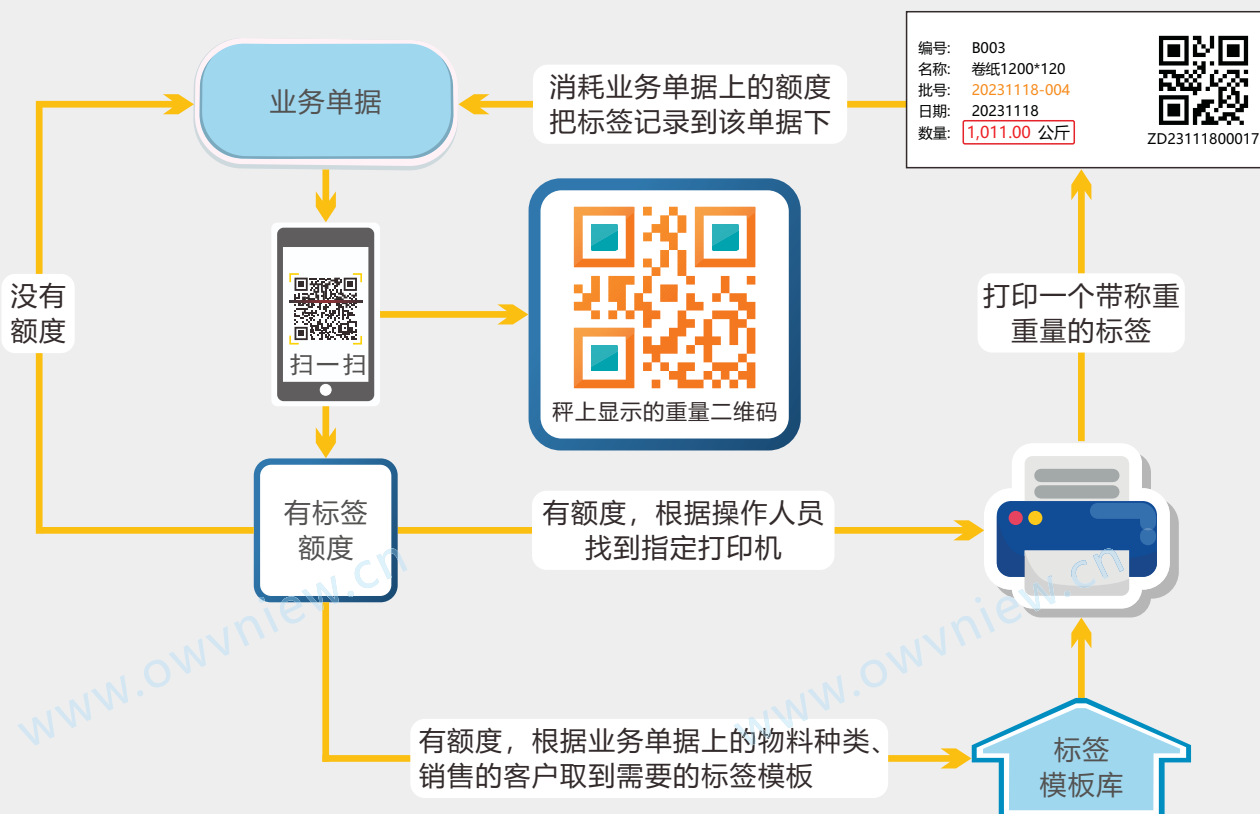 业务单据
消耗业务单据上的额度
把标签记录到该单据下
编号: B003
名称: 卷纸1200*120
批号: 20231118-004
日期: 20231118
数量: 1,011.00 公斤
ZD23111800017
没有
额度
扫一扫
秤上显示的重量二维码
打印一个带称重
重量的标签
有标签
额度
有额度，根据操作人员
找到指定打印机
www.owvniew.cn
www.owvniew.cn
有额度，根据业务单据上的物料种类、
销售的客户取到需要的标签模板
标签
模板库